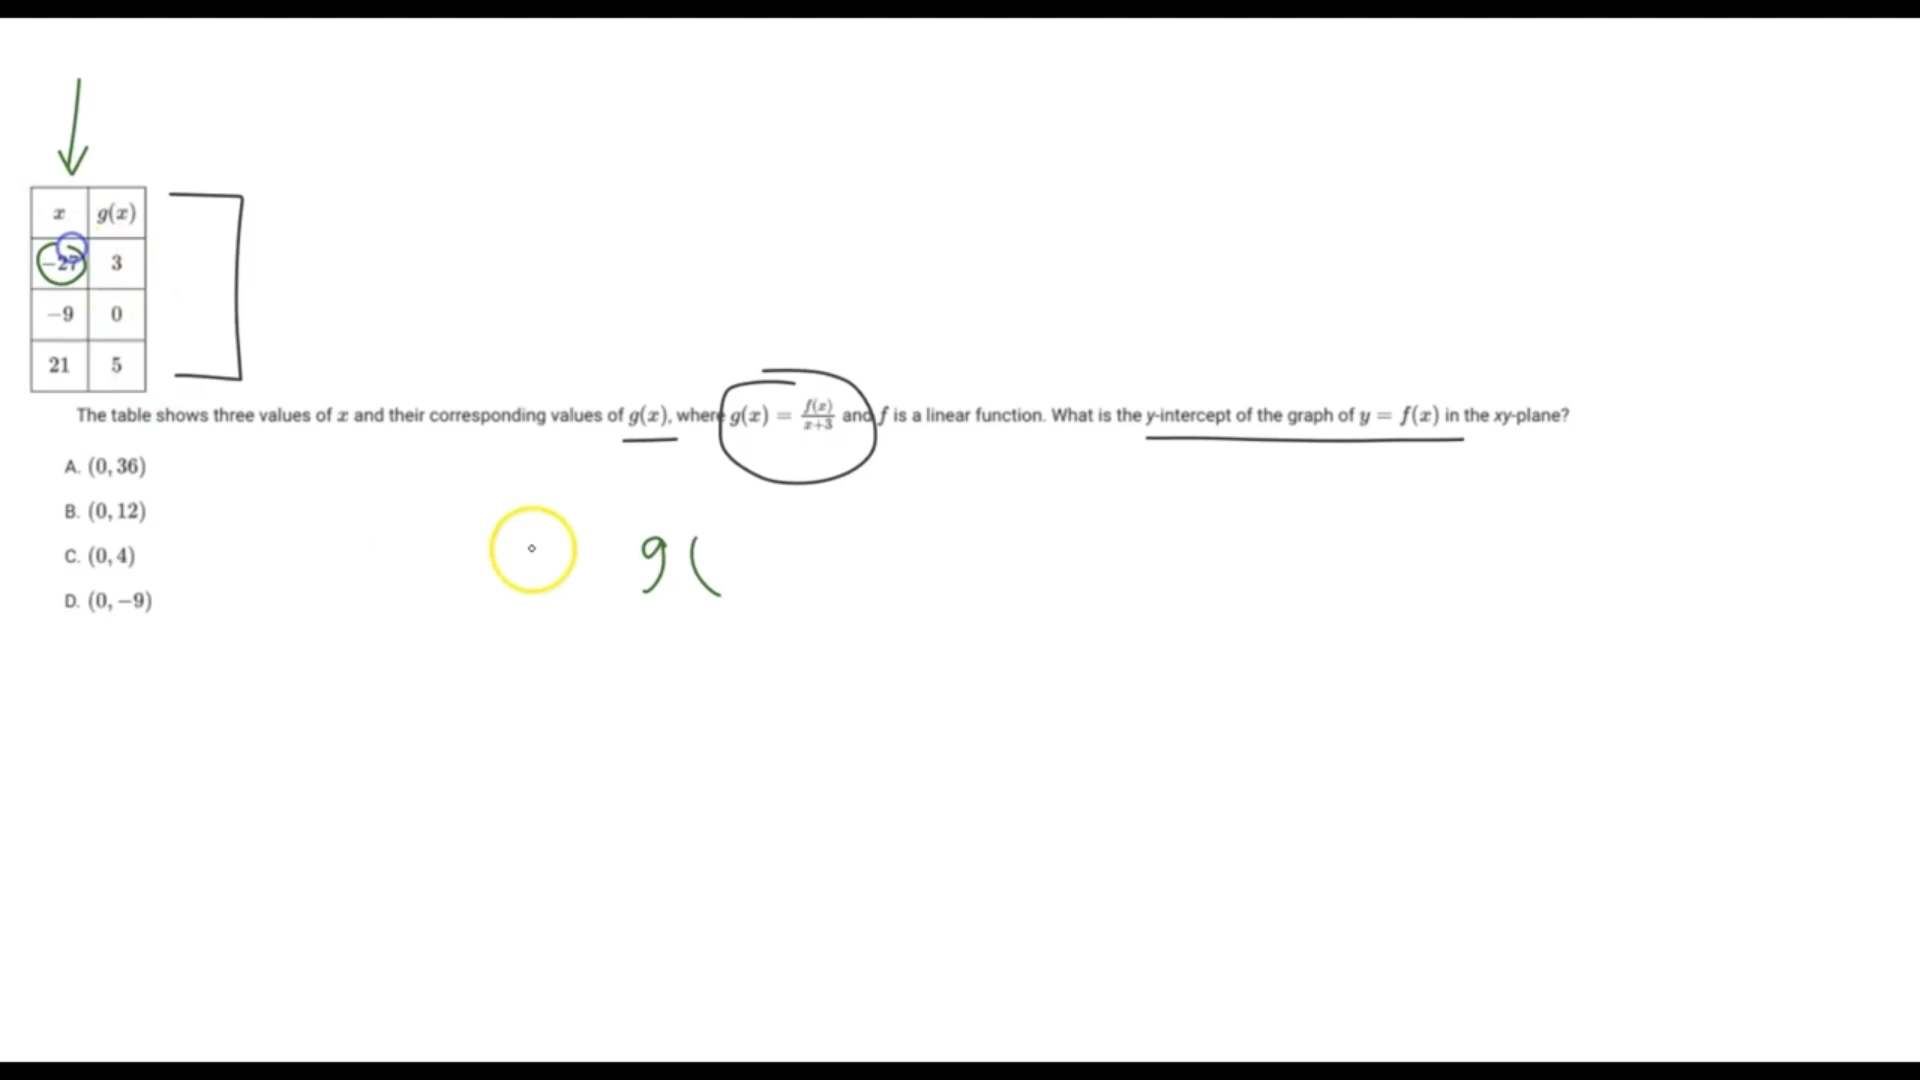 x g(x)
−27 3
−9 0
21 5
The table shows three values of x and their corresponding values of g(x), where g(x) = f(x)/x+3 and f is a linear function. What is the y-intercept of the graph of y = f(x) in the xy-plane?
A. (0, 36)
B. (0, 12)
C. (0, 4)
D. (0, −9)
g(